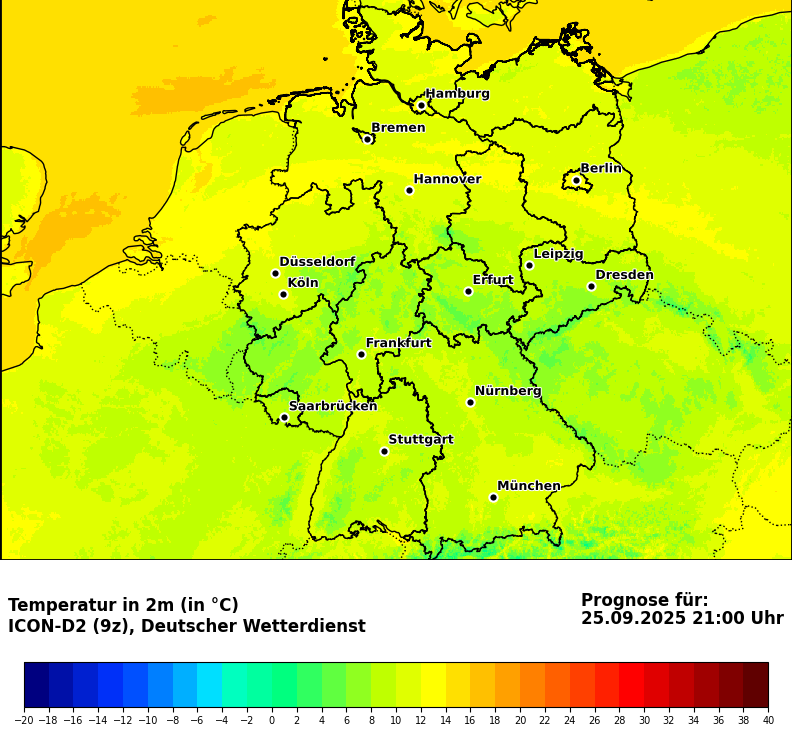 Hamburg
Bremen
Berlin
Hannover
Leipzig
Düsseldorf
Dresden
Köln
Erfurt
Frankfurt
Nürnberg
Saarbrücken
Stuttgart
München
Temperatur in 2m (in °C)
ICON-D2 (9z), Deutscher Wetterdienst
Prognose für:
25.09.2025 21:00 Uhr
−20 −18 −16 −14 −12 −10 −8 −6 −4 −2 0 2 4 6 8 10 12 14 16 18 20 22 24 26 28 30 32 34 36 38 40